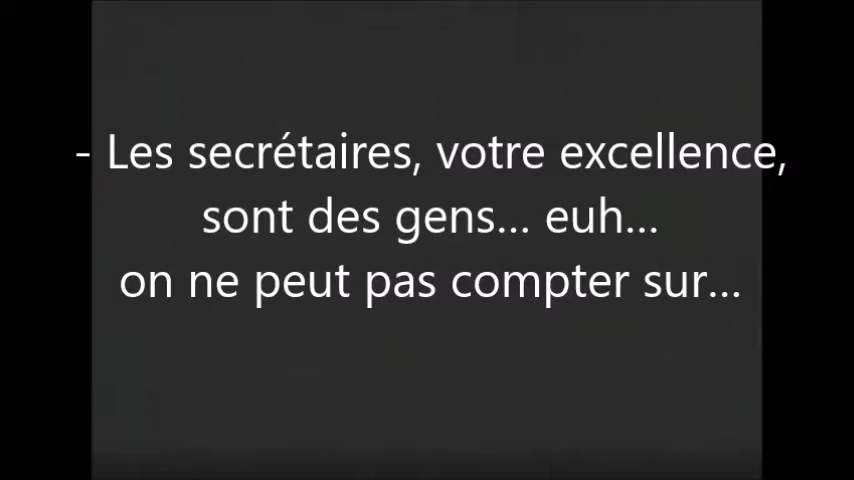 - Les secrétaires, votre excellence,
sont des gens... euh...
on ne peut pas compter sur...